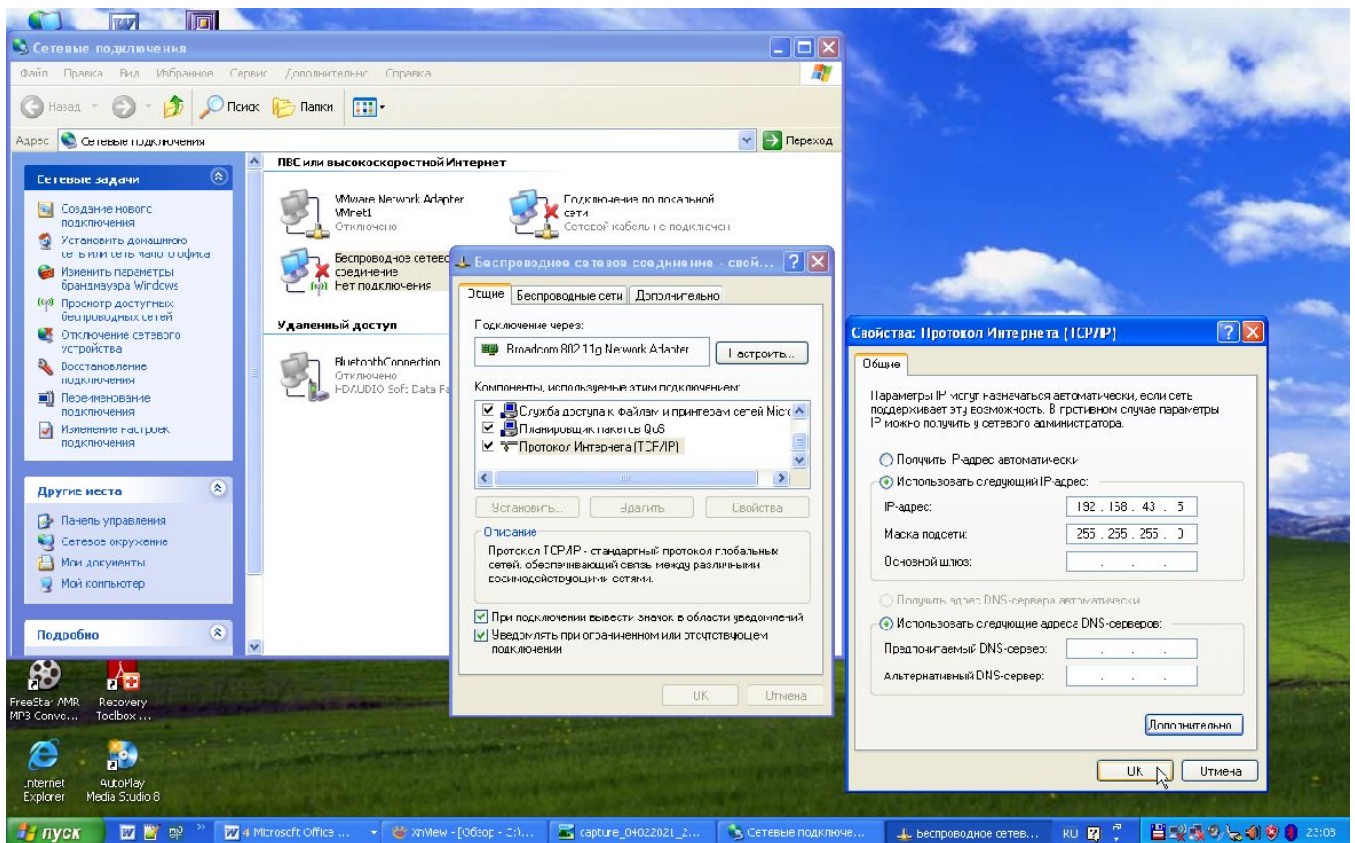 Сетевые подключения
Файл Правка Вид Избранное Сервис Дополнительно Справка
Назад Поиск Папки
Адрес Сетевые подключения Переход
Сетевые задачи
Создание нового
подключения
Установить домашнюю
сеть или сеть малого офиса
Изменить параметры
брандмауэра Windows
Просмотр доступных
беспроводных сетей
Отключение сетевого
устройства
Восстановление
подключения
Переименование
подключения
Изменение настроек
подключения
Другие места
Панель управления
Сетевое окружение
Мои документы
Мой компьютер
Подробно
ЛВС или высокоскоростной Интернет
VMware Network Adapter
VMnet1
Отключено
Подключение по локальной
сети
Сетевой кабель не подключен
Беспроводное сетевое
соединение
Нет подключения
Удаленный доступ
BluetoothConnection
Отключено
HDAUDIO Soft Data Fa
Беспроводное сетевое соединение - свой...
Общие Беспроводные сети Дополнительно
Подключение через:
Broadcom 802.11g Network Adapter Настроить...
Компоненты, используемые этим подключением:
Служба доступа к файлам и принтерам сетей Micr
Планировщик пакетов QoS
Протокол Интернета (TCP/IP)
Установить... Удалить Свойства
Описание
Протокол TCP/IP - стандартный протокол глобальных
сетей, обеспечивающий связь между различными
взаимодействующими сетями.
При подключении вывести значок в области уведомлений
Уведомлять при ограниченном или отсутствующем
подключении
OK Отмена
Свойства: Протокол Интернета (TCP/IP)
Общие
Параметры IP могут назначаться автоматически, если сеть
поддерживает эту возможность. В противном случае параметры
IP можно получить у сетевого администратора.
Получить IP-адрес автоматически
Использовать следующий IP-адрес:
IP-адрес: 192 . 168 . 43 . 5
Маска подсети: 255 . 255 . 255 . 0
Основной шлюз: . . .
Получить адрес DNS-сервера автоматически
Использовать следующие адреса DNS-серверов:
Предпочитаемый DNS-сервер: . . .
Альтернативный DNS-сервер: . . .
Дополнительно...
OK Отмена
FreeStar AMR
MP3 Conve...
Recovery
Toolbox ...
Internet
Explorer
AutoPlay
Media Studio 8
пуск 4 Microsoft Office ... XnView - [Обзор - C:\... capture_04022021_2... Сетевые подключе... Беспроводное сетев... RU 23:05